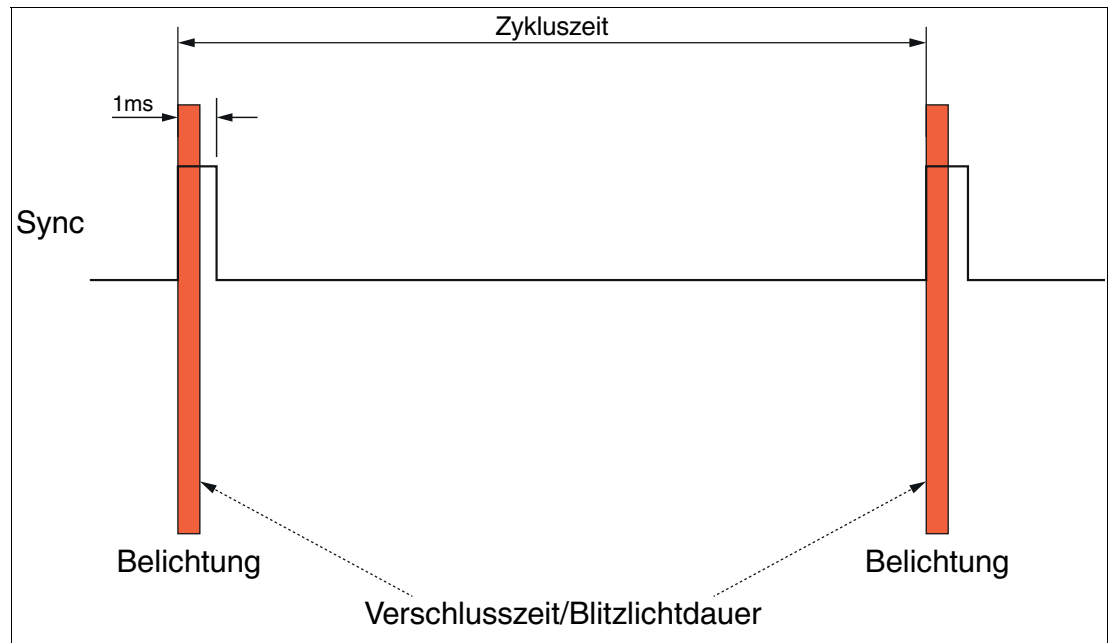 Zykluszeit
1ms
Sync
Belichtung
Belichtung
Verschlusszeit/Blitzlichtdauer